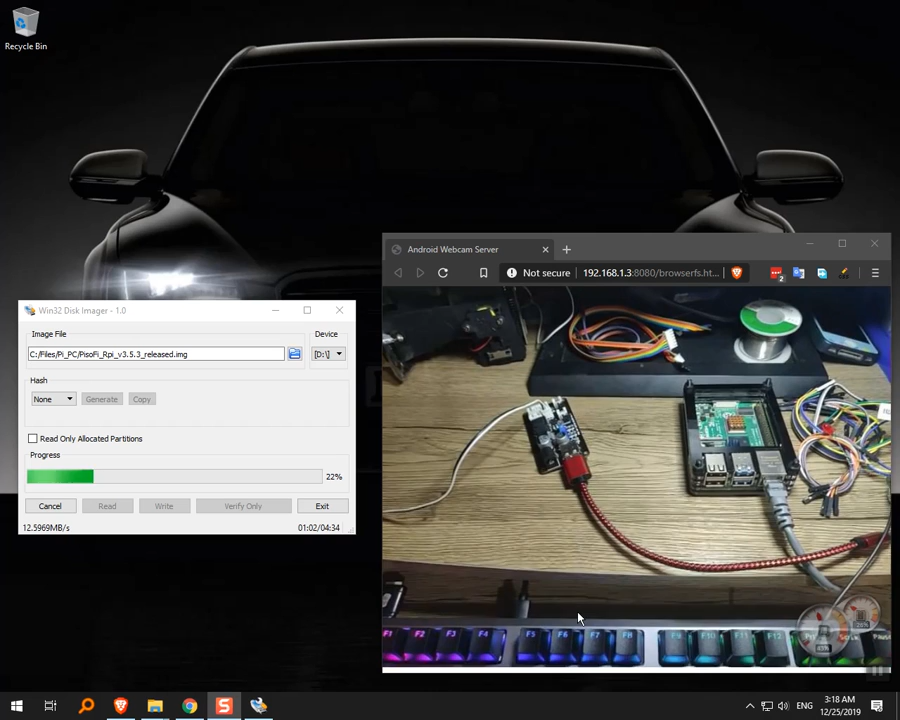 Recycle Bin
Android Webcam Server
Not secure
192.168.1.3:8080/browserfs.ht...
2
Win32 Disk Imager - 1.0
Image File
Device
C:/Files/Pi_PC/PisoFi_Rpi_v3.5.3_released.img
[D:\]
Hash
None
Generate
Copy
Read Only Allocated Partitions
Progress
22%
Cancel
Read
Write
Verify Only
Exit
12.5969MB/s
01:02/04:34
F1 F2 F3 F4 F5 F6 F7 F8 F9 F10 F11 F12
Pause
S
ENG
3:18 AM
12/25/2019